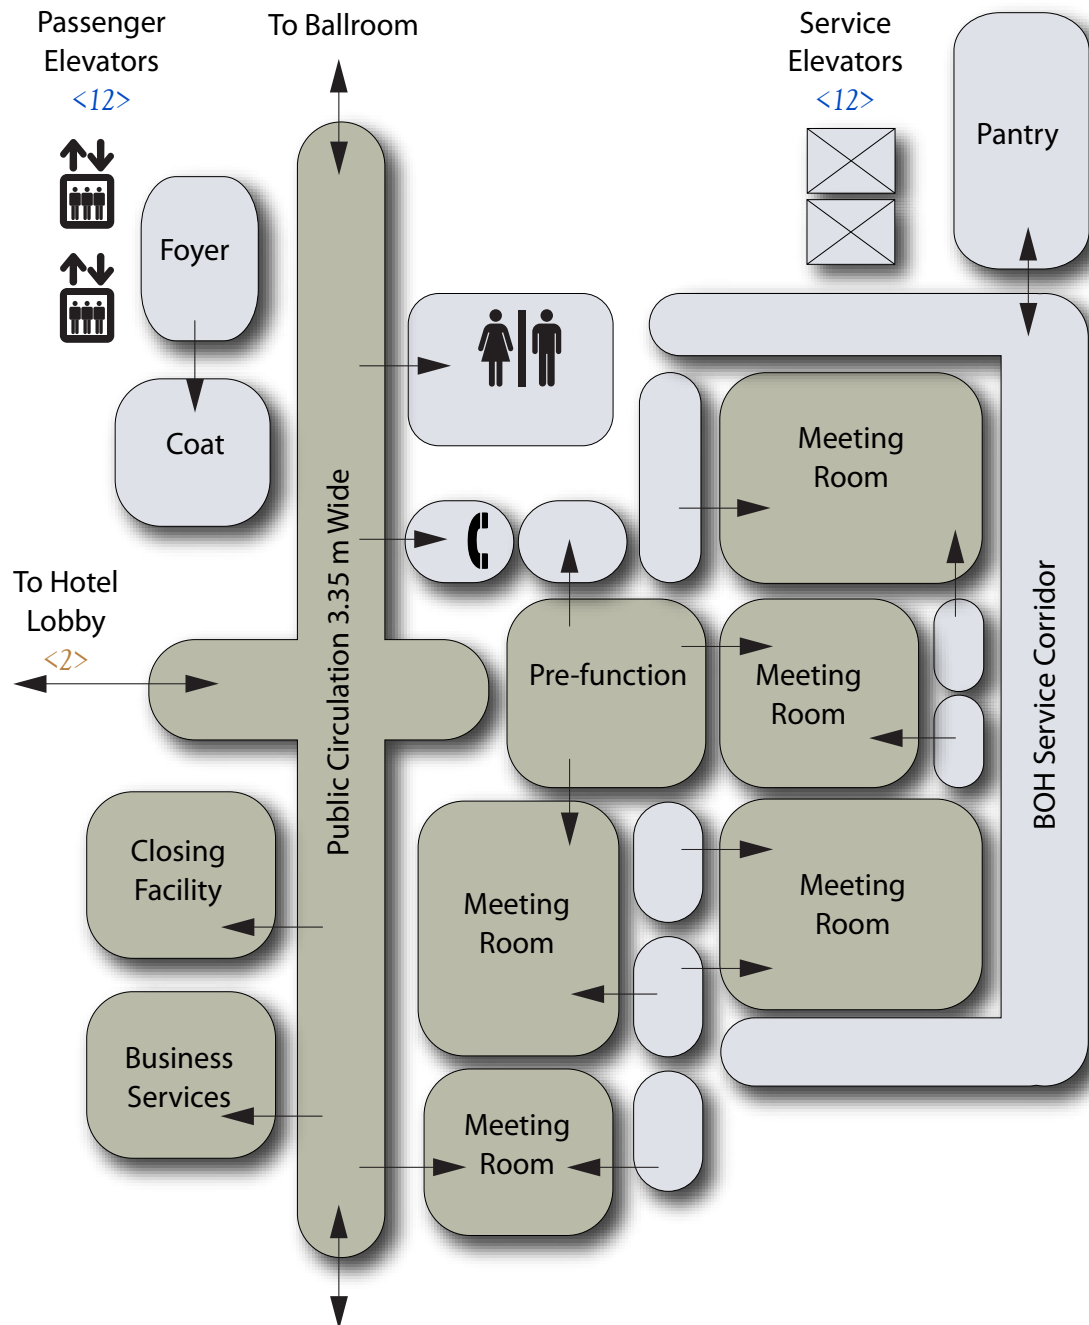 Passenger
Elevators
<12>
To Ballroom
Service
Elevators
<12>
Pantry
Foyer
Coat
Meeting
Room
To Hotel
Lobby
<2>
Public Circulation 3.35 m Wide
Pre-function
Meeting
Room
BOH Service Corridor
Closing
Facility
Meeting
Room
Meeting
Room
Business
Services
Meeting
Room